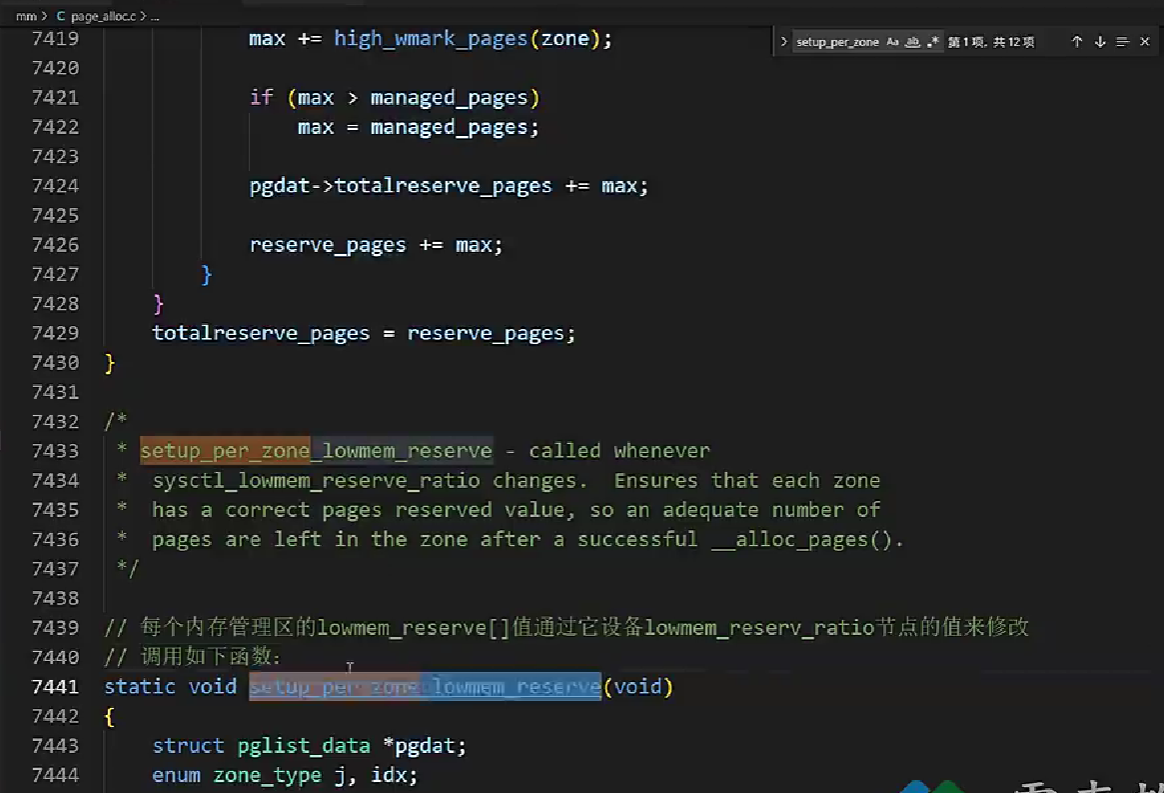 mm > C page_alloc.c > ...
setup_per_zone Aa ab .* 第1项, 共12项
7419 max += high_wmark_pages(zone);
7420
7421 if (max > managed_pages)
7422 max = managed_pages;
7423
7424 pgdat->totalreserve_pages += max;
7425
7426 reserve_pages += max;
7427 }
7428 }
7429 totalreserve_pages = reserve_pages;
7430 }
7431
7432 /*
7433 * setup_per_zone_lowmem_reserve - called whenever
7434 * sysctl_lowmem_reserve_ratio changes. Ensures that each zone
7435 * has a correct pages reserved value, so an adequate number of
7436 * pages are left in the zone after a successful __alloc_pages().
7437 */
7438
7439 // 每个内存管理区的lowmem_reserve[]值通过它设备lowmem_reserv_ratio节点的值来修改
7440 // 调用如下函数:
7441 static void setup_per_zone_lowmem_reserve(void)
7442 {
7443 struct pglist_data *pgdat;
7444 enum zone_type j, idx;